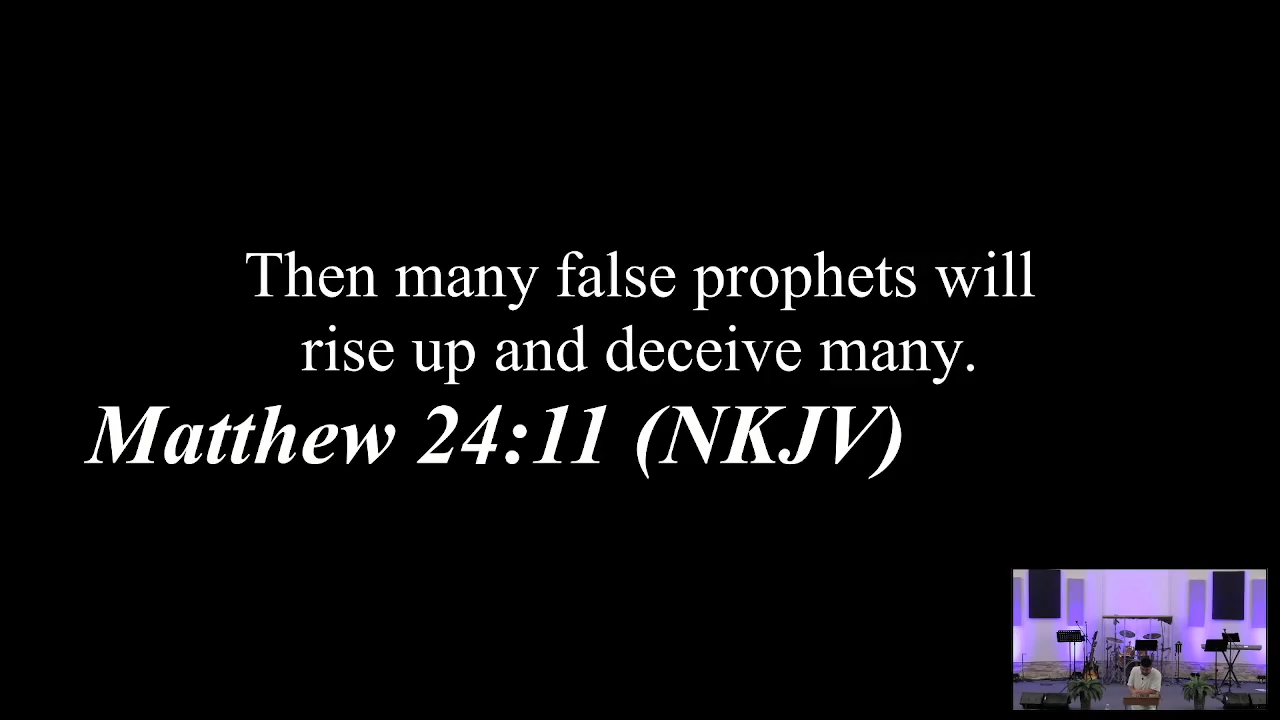 Then many false prophets will
rise up and deceive many.
Matthew 24:11 (NKJV)